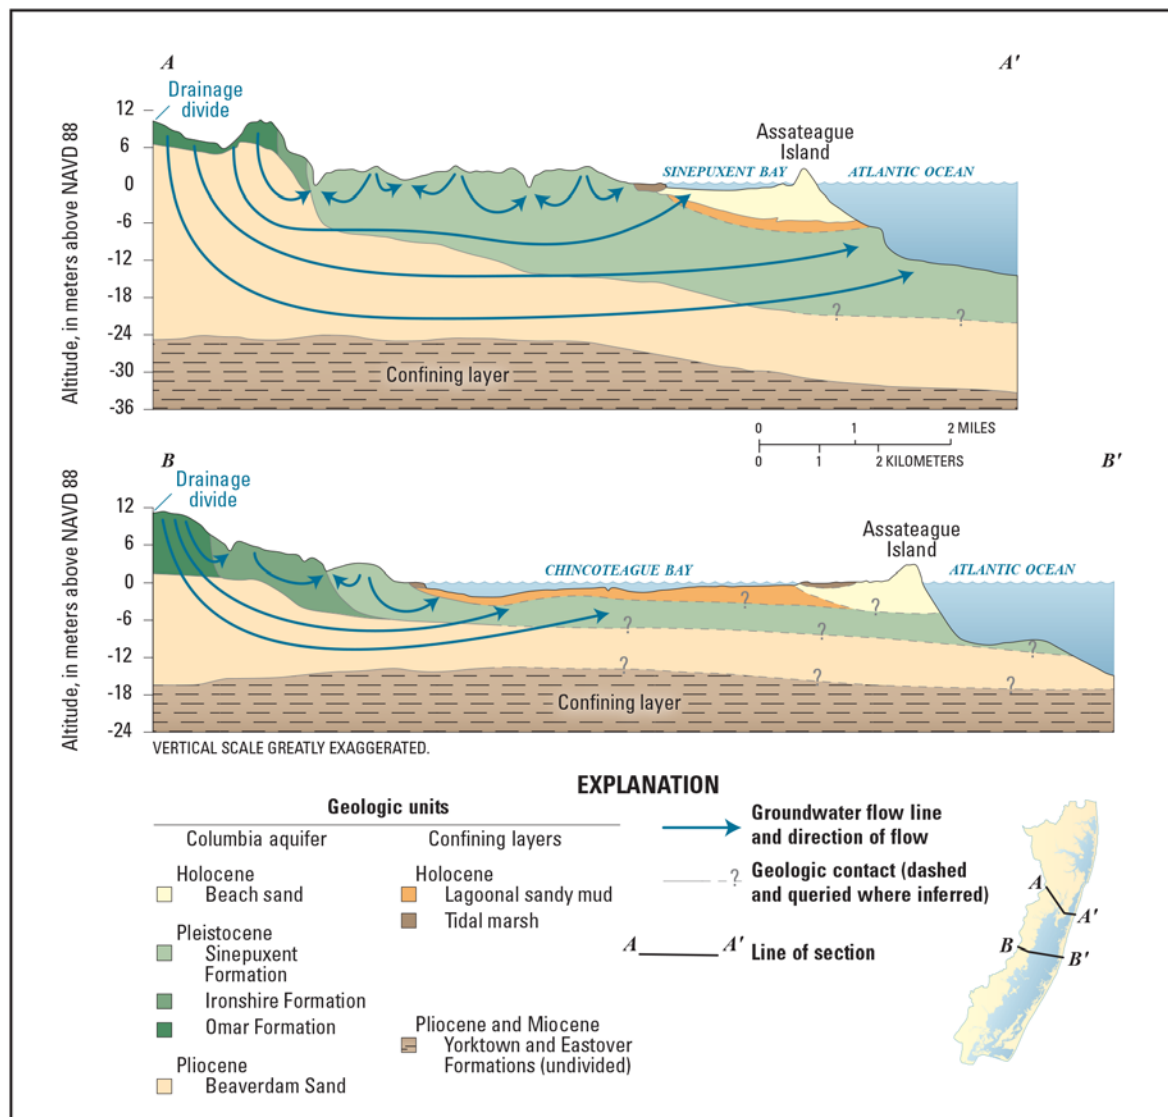 A
A'
Drainage
divide
Assateague
Island
SINEPUXENT BAY
ATLANTIC OCEAN
Altitude, in meters above NAVD 88
12
6
0
-6
-12
-18
-24
-30
-36
?
?
Confining layer
0
1
2 MILES
0
1
2 KILOMETERS
B
B'
Drainage
divide
Assateague
Island
CHINCOTEAGUE BAY
ATLANTIC OCEAN
Altitude, in meters above NAVD 88
12
6
0
-6
-12
-18
-24
?
?
?
?
?
?
?
?
Confining layer
VERTICAL SCALE GREATLY EXAGGERATED.
EXPLANATION
Geologic units
Columbia aquifer
Confining layers
Holocene
Beach sand
Holocene
Lagoonal sandy mud
Tidal marsh
Pleistocene
Sinepuxent
Formation
Ironshire Formation
Omar Formation
Pliocene
Beaverdam Sand
Pliocene and Miocene
Yorktown and Eastover
Formations (undivided)
Groundwater flow line
and direction of flow
?
Geologic contact (dashed
and queried where inferred)
A
A'
Line of section
A
A'
B
B'